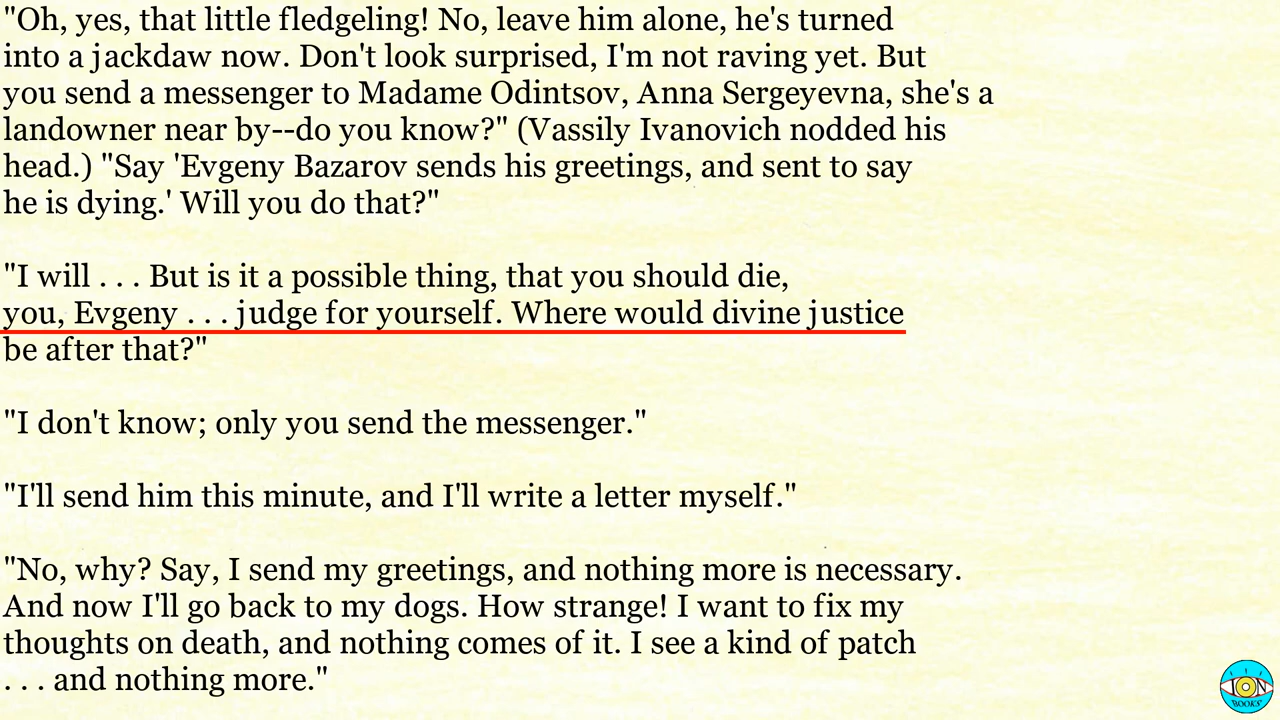 "Oh, yes, that little fledgeling! No, leave him alone, he's turned
into a jackdaw now. Don't look surprised, I'm not raving yet. But
you send a messenger to Madame Odintsov, Anna Sergeyevna, she's a
landowner near by--do you know?" (Vassily Ivanovich nodded his
head.) "Say 'Evgeny Bazarov sends his greetings, and sent to say
he is dying.' Will you do that?"
"I will . . . But is it a possible thing, that you should die,
you, Evgeny . . . judge for yourself. Where would divine justice
be after that?"
"I don't know; only you send the messenger."
"I'll send him this minute, and I'll write a letter myself."
"No, why? Say, I send my greetings, and nothing more is necessary.
And now I'll go back to my dogs. How strange! I want to fix my
thoughts on death, and nothing comes of it. I see a kind of patch
. . . and nothing more."
ION
BOOKS